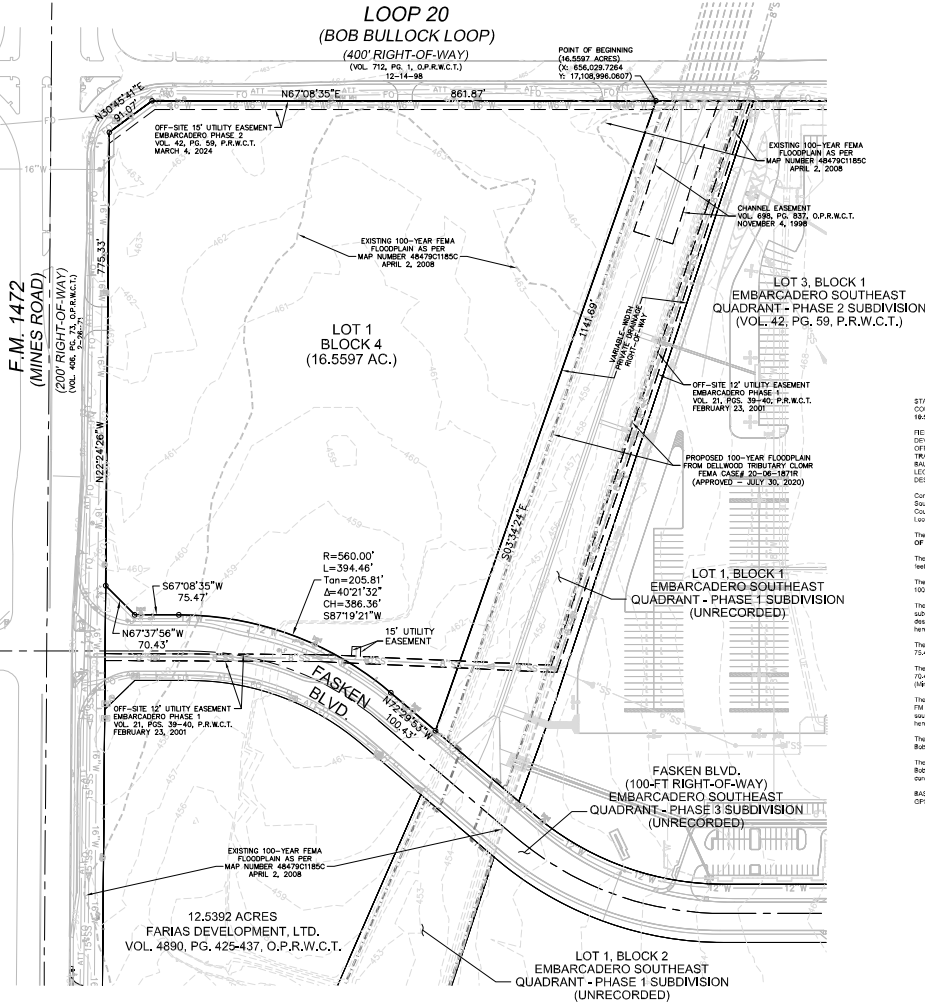 LOOP 20
(BOB BULLOCK LOOP)
(400' RIGHT-OF-WAY)
(VOL. 712, PG. 1, O.P.R.W.C.T.)
12-14-98
POINT OF BEGINNING
(16.5597 ACRES)
(X: 656,029.7264
Y: 17,108,996.0607)
N30°45'41"E
91.07'
N67°08'35"E
861.87'
OFF-SITE 15' UTILITY EASEMENT
EMBARCADERO PHASE 2
VOL. 42, PG. 59, P.R.W.C.T.
MARCH 4, 2024
EXISTING 100-YEAR FEMA
FLOODPLAIN AS PER
MAP NUMBER 48479C1185C
APRIL 2, 2008
CHANNEL EASEMENT
VOL. 698, PG. 837, O.P.R.W.C.T.
NOVEMBER 4, 1998
EXISTING 100-YEAR FEMA
FLOODPLAIN AS PER
MAP NUMBER 48479C1185C
APRIL 2, 2008
F.M. 1472
(MINES ROAD)
(200' RIGHT-OF-WAY)
(VOL. 406, PG. 73, O.P.R.W.C.T.)
775.33'
N22°24'26"W
LOT 1
BLOCK 4
(16.5597 AC.)
1141.69'
S03°34'24"E
VARIABLE-WIDTH
PRIVATE DRAINAGE
RIGHT-OF-WAY
LOT 3, BLOCK 1
EMBARCADERO SOUTHEAST
QUADRANT - PHASE 2 SUBDIVISION
(VOL. 42, PG. 59, P.R.W.C.T.)
OFF-SITE 12' UTILITY EASEMENT
EMBARCADERO PHASE 1
VOL. 21, PGS. 39-40, P.R.W.C.T.
FEBRUARY 23, 2001
PROPOSED 100-YEAR FLOODPLAIN
FROM DELLWOOD TRIBUTARY CLOMR
FEMA CASE# 20-06-1871R
(APPROVED - JULY 30, 2020)
R=560.00'
L=394.46'
Tan=205.81'
Δ=40°21'32"
CH=386.36'
S87°19'21"W
S67°08'35"W
75.47'
N67°37'56"W
70.43'
15' UTILITY
EASEMENT
LOT 1, BLOCK 1
EMBARCADERO SOUTHEAST
QUADRANT - PHASE 1 SUBDIVISION
(UNRECORDED)
FASKEN
BLVD.
N72°29'53"W
100.43'
OFF-SITE 12' UTILITY EASEMENT
EMBARCADERO PHASE 1
VOL. 21, PGS. 39-40, P.R.W.C.T.
FEBRUARY 23, 2001
FASKEN BLVD.
(100-FT RIGHT-OF-WAY)
EMBARCADERO SOUTHEAST
QUADRANT - PHASE 3 SUBDIVISION
(UNRECORDED)
EXISTING 100-YEAR FEMA
FLOODPLAIN AS PER
MAP NUMBER 48479C1185C
APRIL 2, 2008
12.5392 ACRES
FARIAS DEVELOPMENT, LTD.
VOL. 4890, PG. 425-437, O.P.R.W.C.T.
LOT 1, BLOCK 2
EMBARCADERO SOUTHEAST
QUADRANT - PHASE 1 SUBDIVISION
(UNRECORDED)